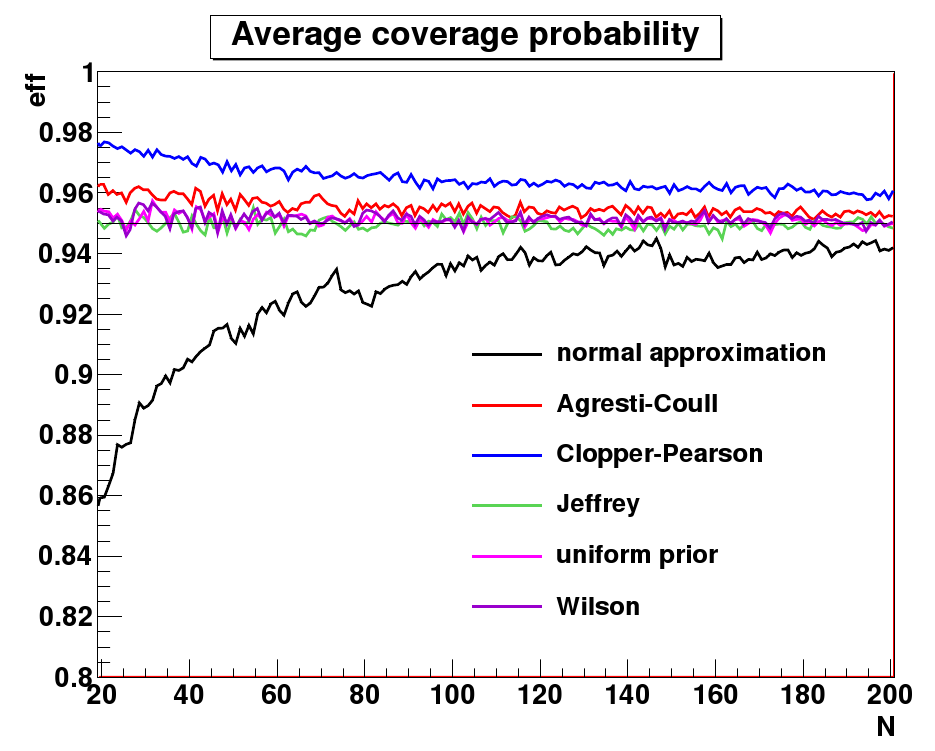 Average coverage probability
eff
1
0.98
0.96
0.94
0.92
0.9
0.88
0.86
0.84
0.82
0.8
normal approximation
Agresti-Coull
Clopper-Pearson
Jeffrey
uniform prior
Wilson
20 40 60 80 100 120 140 160 180 200
N